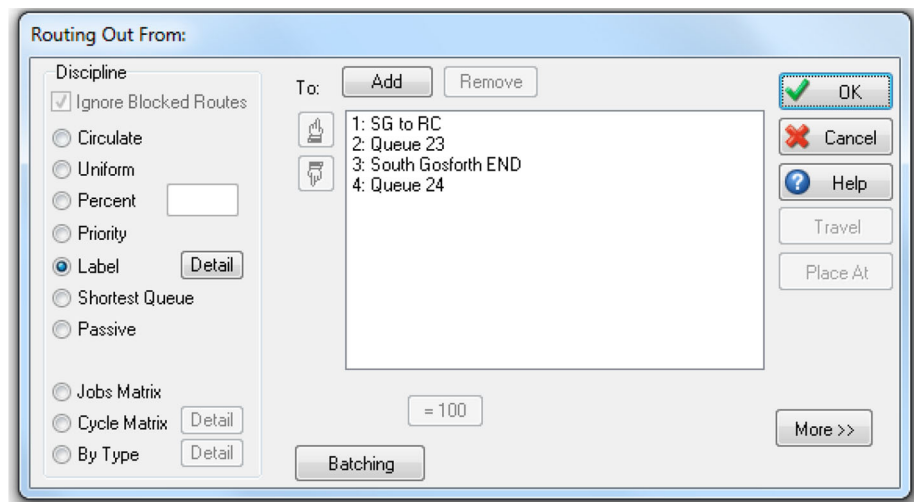 Routing Out From:
Discipline
Ignore Blocked Routes
Circulate
Uniform
Percent
Priority
Label Detail
Shortest Queue
Passive
Jobs Matrix
Cycle Matrix Detail
By Type Detail
To: Add Remove
1: SG to RC
2: Queue 23
3: South Gosforth END
4: Queue 24
= 100
Batching
OK
Cancel
Help
Travel
Place At
More >>